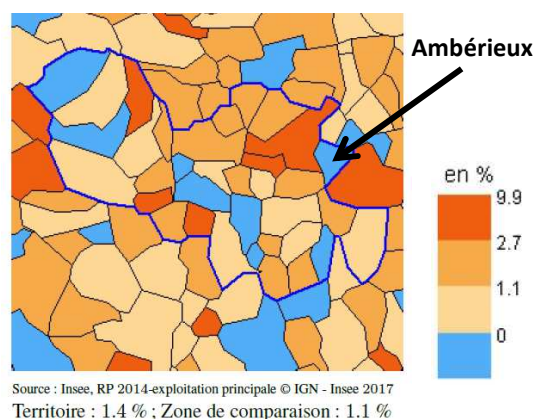 Ambérieux
en %
9.9
2.7
1.1
0
Source : Insee, RP 2014-exploitation principale © IGN - Insee 2017
Territoire : 1.4 % ; Zone de comparaison : 1.1 %